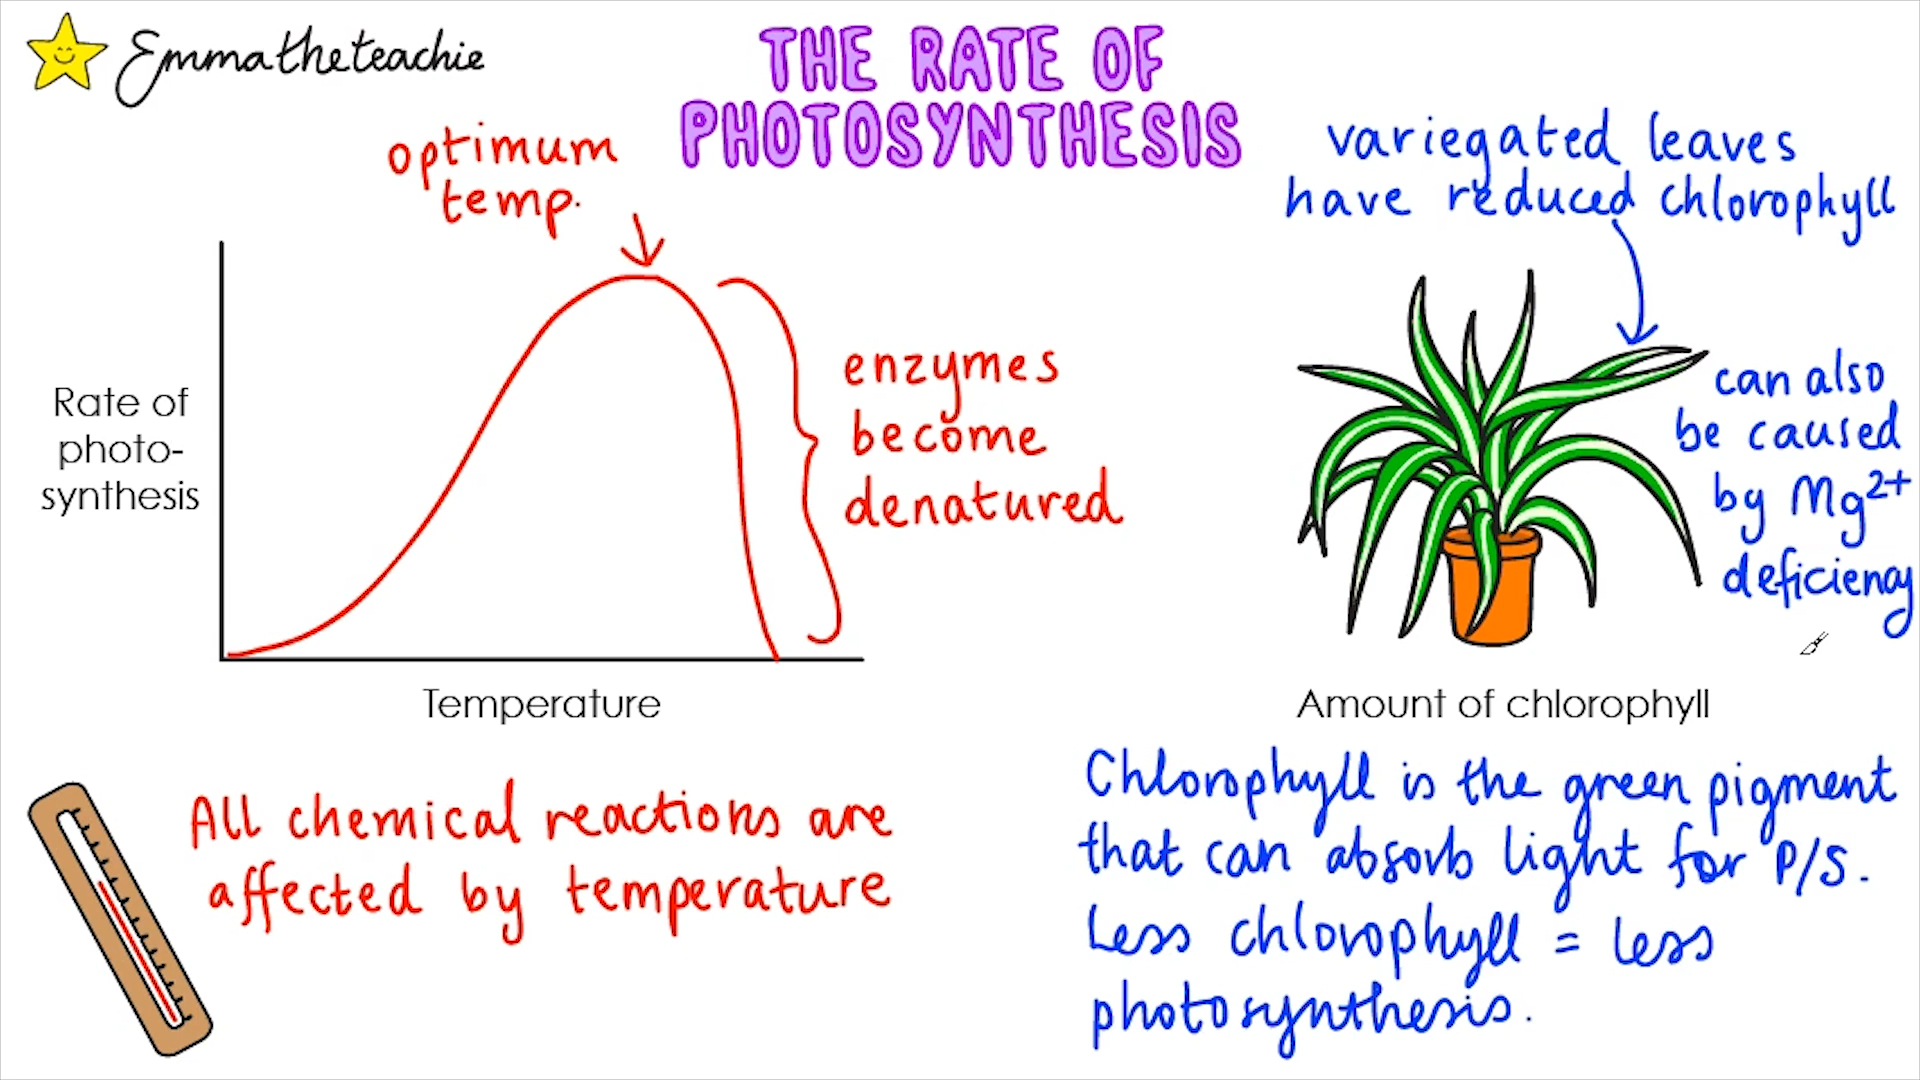 Emmatheteachie
THE RATE OF
PHOTOSYNTHESIS
optimum
temp.
enzymes
become
denatured
Rate of
photo-
synthesis
Temperature
All chemical reactions are
affected by temperature
variegated leaves
have reduced chlorophyll
can also
be caused
by Mg²⁺
deficiency
Amount of chlorophyll
Chlorophyll is the green pigment
that can absorb light for P/S.
Less chlorophyll = less
photosynthesis.